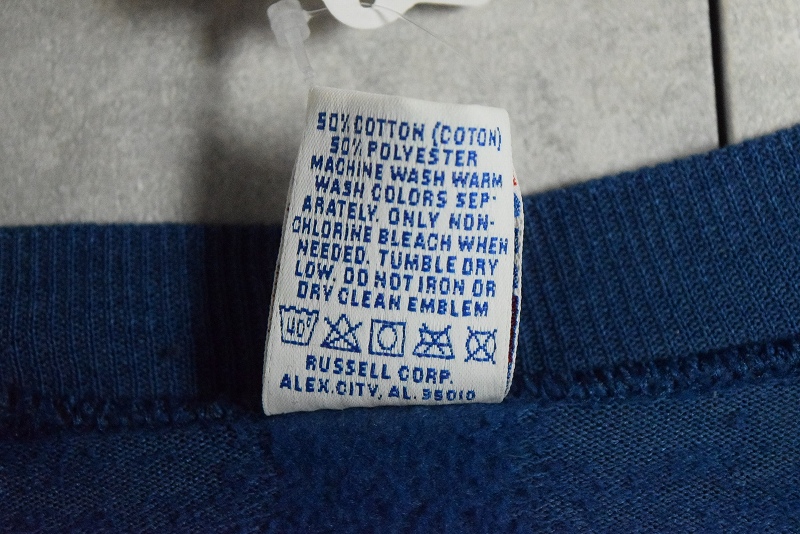 50% COTTON (COTON)
50% POLYESTER
MACHINE WASH WARM
WASH COLORS SEP-
ARATELY. ONLY NON-
CHLORINE BLEACH WHEN
NEEDED. TUMBLE DRY
LOW. DO NOT IRON OR
DRY CLEAN EMBLEM
40°
RUSSELL CORP.
ALEX.CITY, AL. 35010